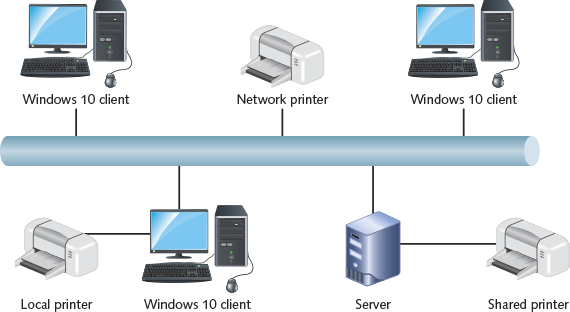 Windows 10 client
Network printer
Windows 10 client
Local printer
Windows 10 client
Server
Shared printer